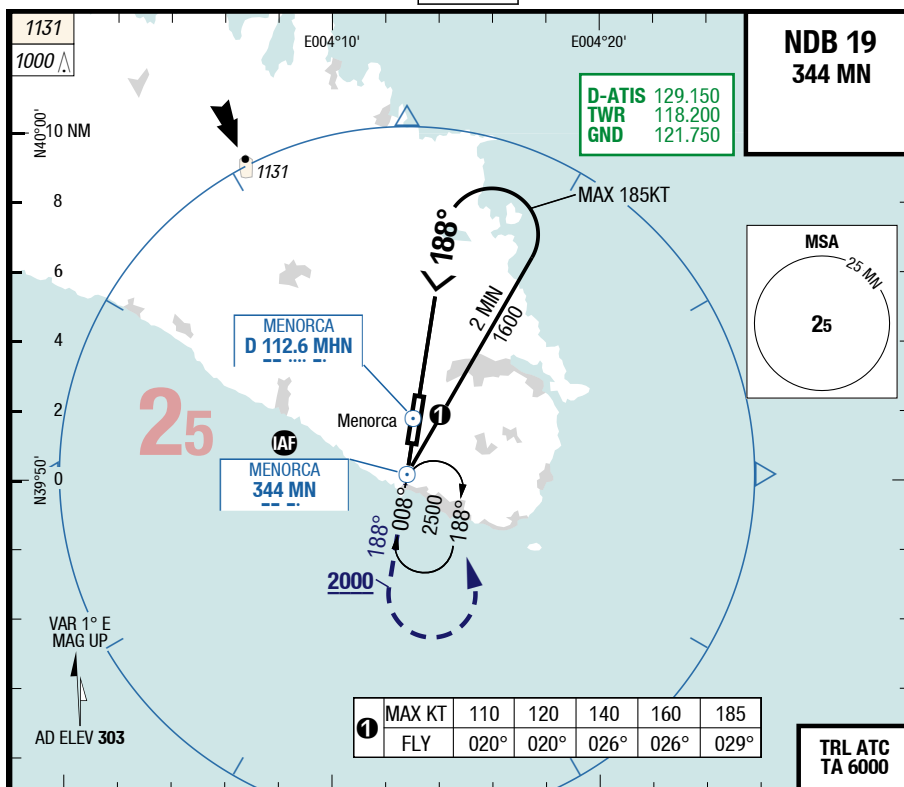 1131
1000
E004°10'
E004°20'
NDB 19
344 MN
D-ATIS 129.150
TWR 118.200
GND 121.750
N40°00'
10 NM
1131
8
MAX 185KT
188°
MSA
25 MN
25
6
2 MIN
1600
4
MENORCA
D 112.6 MHN
2
25
Menorca
1
IAF
N39°50'
0
MENORCA
344 MN
188°
008°
2500
188°
2000
VAR 1° E
MAG UP
AD ELEV 303
1
MAX KT 110 120 140 160 185
FLY 020° 020° 026° 026° 029°
TRL ATC
TA 6000